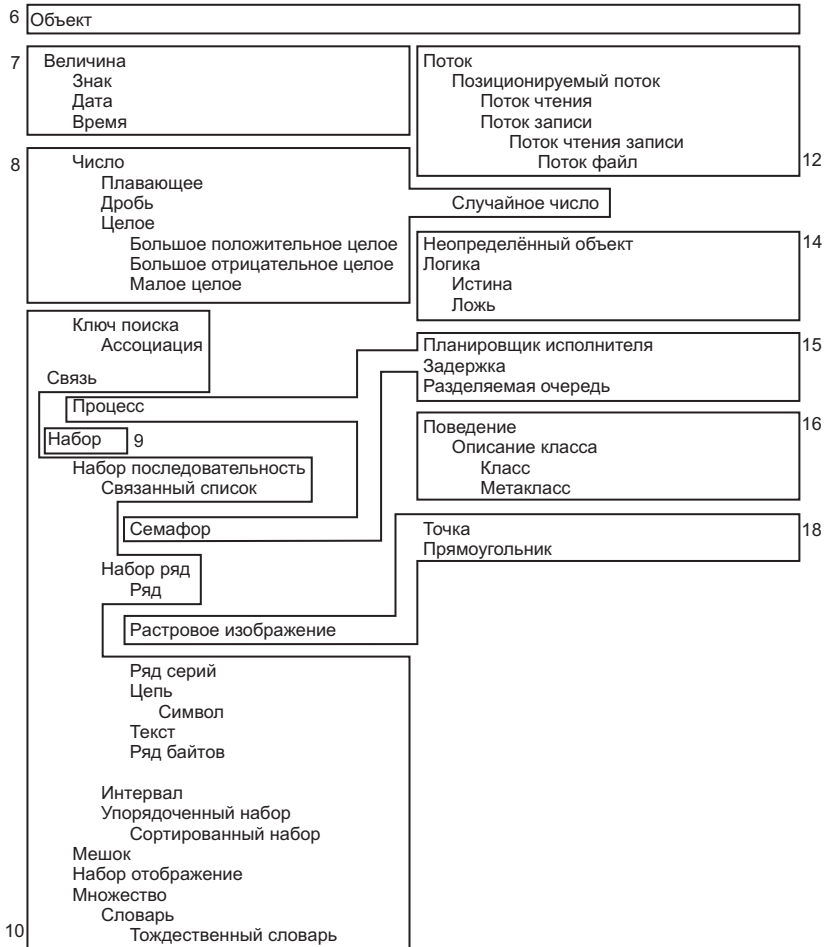 6
Объект
7
Величина
Знак
Дата
Время
Поток
Позиционируемый поток
Поток чтения
Поток записи
Поток чтения записи
Поток файл
12
8
Число
Плавающее
Дробь
Целое
Большое положительное целое
Большое отрицательное целое
Малое целое
Случайное число
Неопределённый объект
14
Логика
Истина
Ложь
Ключ поиска
Ассоциация
Связь
Процесс
Набор
9
Набор последовательность
Связанный список
Семафор
Набор ряд
Ряд
Растровое изображение
Планировщик исполнителя
15
Задержка
Разделяемая очередь
Поведение
16
Описание класса
Класс
Метакласс
Точка
18
Прямоугольник
Ряд серий
Цепь
Символ
Текст
Ряд байтов
Интервал
Упорядоченный набор
Сортированный набор
Мешок
Набор отображение
Множество
Словарь
10
Тождественный словарь